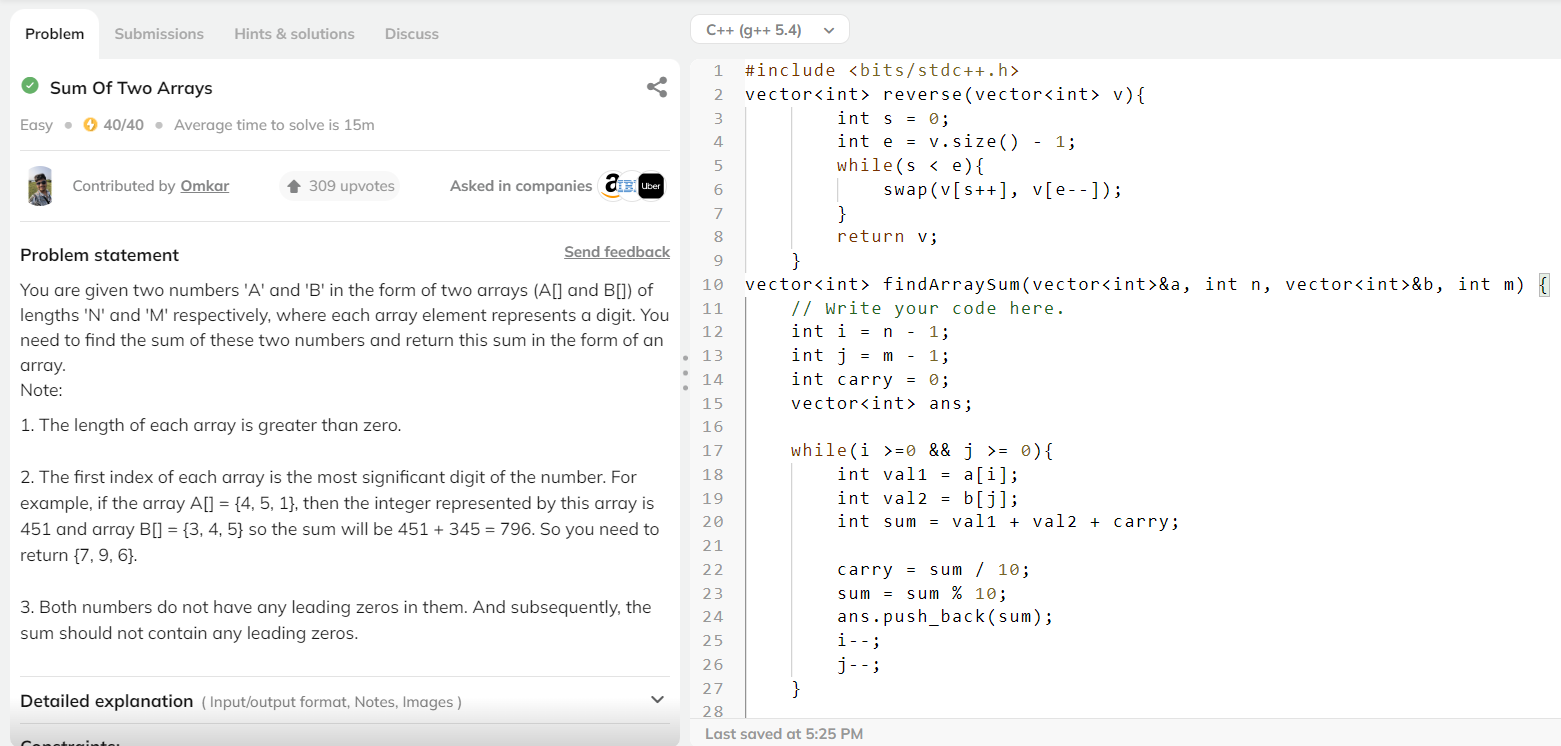 Problem
Submissions
Hints & solutions
Discuss
Sum Of Two Arrays
Easy • 40/40 • Average time to solve is 15m
Contributed by Omkar
309 upvotes
Asked in companies
a
IBM
Uber
Problem statement
Send feedback
You are given two numbers 'A' and 'B' in the form of two arrays (A[] and B[]) of
lengths 'N' and 'M' respectively, where each array element represents a digit. You
need to find the sum of these two numbers and return this sum in the form of an
array.
Note:
1. The length of each array is greater than zero.
2. The first index of each array is the most significant digit of the number. For
example, if the array A[] = {4, 5, 1}, then the integer represented by this array is
451 and array B[] = {3, 4, 5} so the sum will be 451 + 345 = 796. So you need to
return {7, 9, 6}.
3. Both numbers do not have any leading zeros in them. And subsequently, the
sum should not contain any leading zeros.
Detailed explanation ( Input/output format, Notes, Images )
Constraints:
C++ (g++ 5.4)
1 #include <bits/stdc++.h>
2 vector<int> reverse(vector<int> v){
3 int s = 0;
4 int e = v.size() - 1;
5 while(s < e){
6 swap(v[s++], v[e--]);
7 }
8 return v;
9 }
10 vector<int> findArraySum(vector<int>&a, int n, vector<int>&b, int m) {
11 // Write your code here.
12 int i = n - 1;
13 int j = m - 1;
14 int carry = 0;
15 vector<int> ans;
16
17 while(i >=0 && j >= 0){
18 int val1 = a[i];
19 int val2 = b[j];
20 int sum = val1 + val2 + carry;
21
22 carry = sum / 10;
23 sum = sum % 10;
24 ans.push_back(sum);
25 i--;
26 j--;
27 }
28
Last saved at 5:25 PM